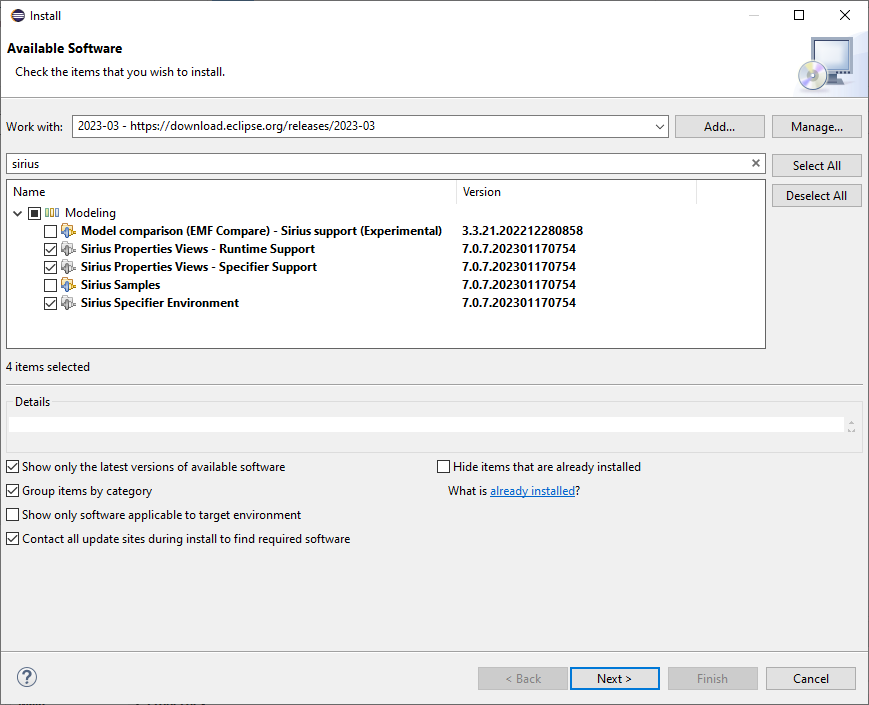 Install
Available Software
Check the items that you wish to install.
Work with: 2023-03 - https://download.eclipse.org/releases/2023-03 Add... Manage...
sirius Select All
Name Version Deselect All
Modeling
Model comparison (EMF Compare) - Sirius support (Experimental) 3.3.21.202212280858
Sirius Properties Views - Runtime Support 7.0.7.202301170754
Sirius Properties Views - Specifier Support 7.0.7.202301170754
Sirius Samples 7.0.7.202301170754
Sirius Specifier Environment 7.0.7.202301170754
4 items selected
Details
Show only the latest versions of available software Hide items that are already installed
Group items by category What is already installed?
Show only software applicable to target environment
Contact all update sites during install to find required software
? < Back Next > Finish Cancel